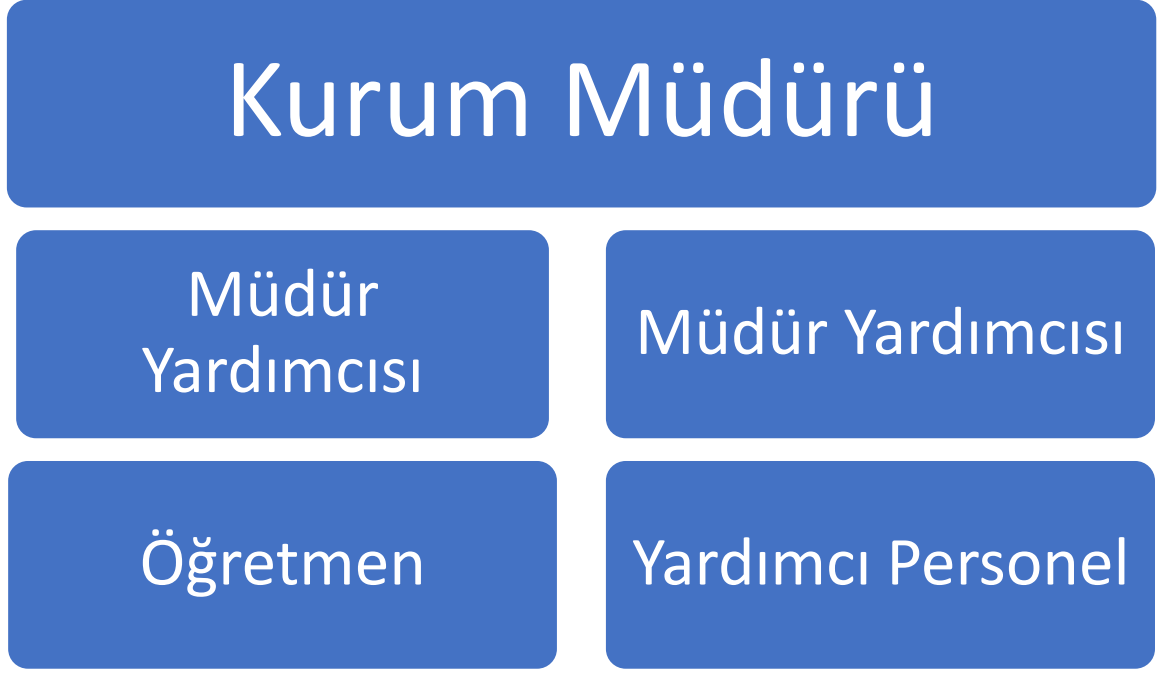 Kurum Müdürü
Müdür
Yardımcısı
Müdür Yardımcısı
Öğretmen
Yardımcı Personel